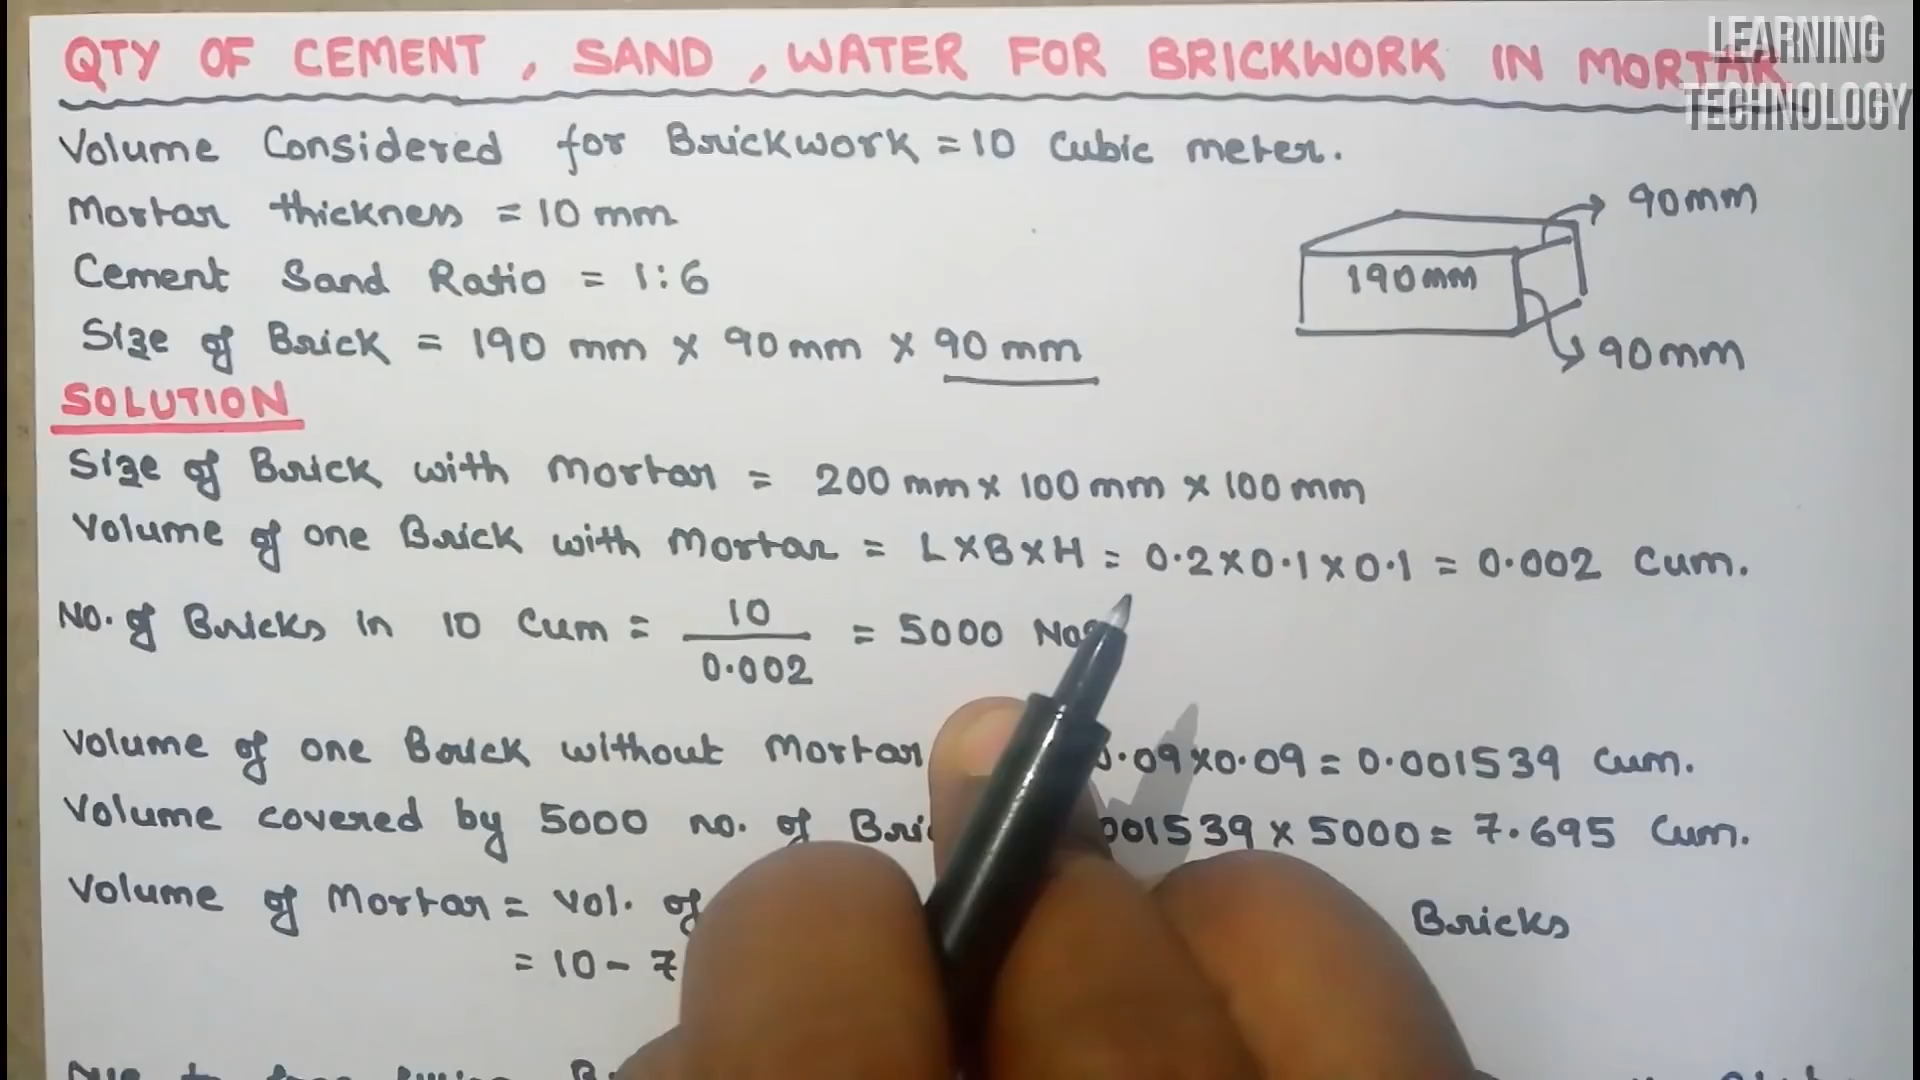 LEARNING
TECHNOLOGY
QTY OF CEMENT, SAND, WATER FOR BRICKWORK IN MORTAR
Volume Considered for Brickwork = 10 Cubic meter.
Mortar thickness = 10 mm
Cement Sand Ratio = 1:6
Size of Brick = 190 mm × 90 mm × 90 mm
90mm
190mm
90mm
SOLUTION
Size of Brick with Mortar = 200 mm × 100 mm × 100 mm
Volume of one Brick with Mortar = L×B×H = 0.2×0.1×0.1 = 0.002 Cum.
No. of Bricks in 10 Cum = 10 / 0.002 = 5000 Nos
Volume of one Brick without Mortar .09×0.09 = 0.001539 Cum.
Volume covered by 5000 no. of 001539 × 5000 = 7.695 Cum.
Volume of Mortar = Vol. of Bricks
= 10 - 7
Due to